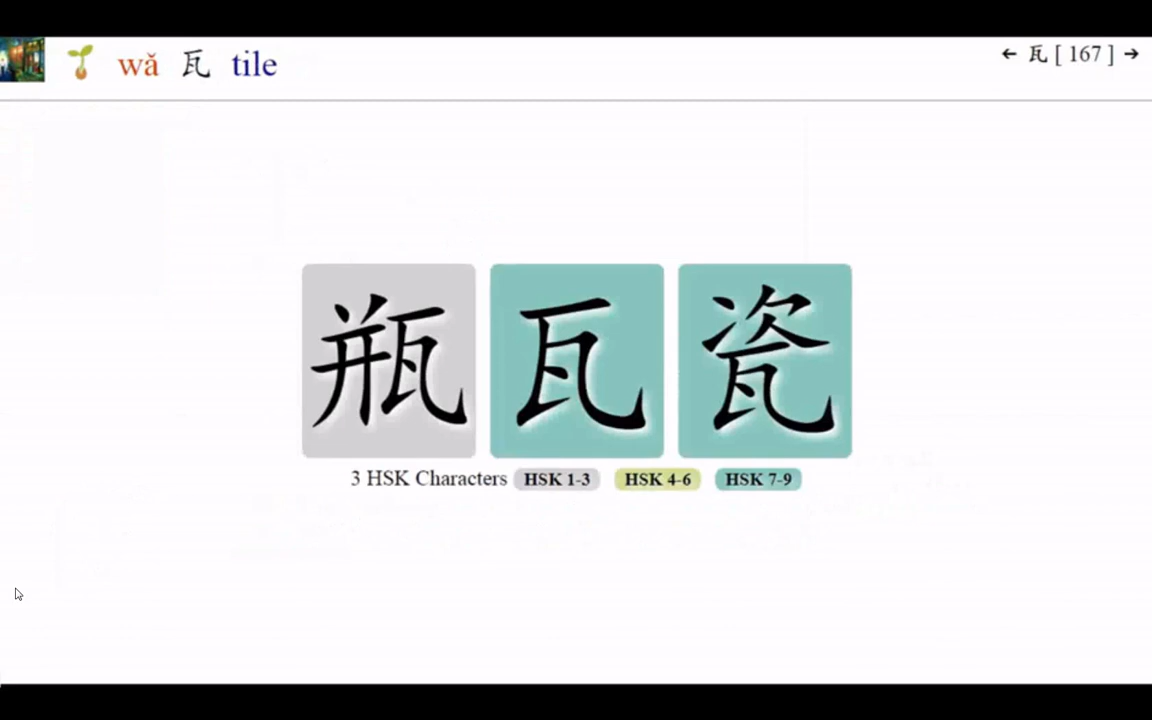 wǎ 瓦 tile
← 瓦 [ 167 ] →
瓶 瓦 瓷
3 HSK Characters HSK 1-3 HSK 4-6 HSK 7-9